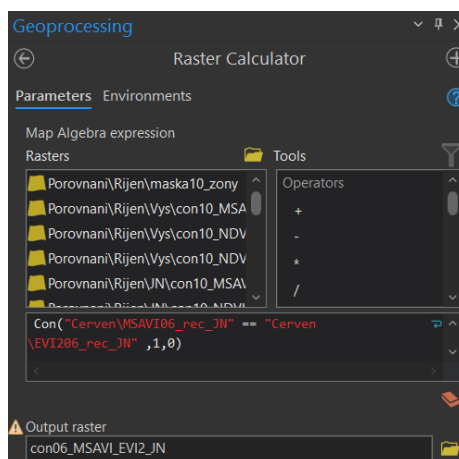 Geoprocessing
Raster Calculator
Parameters Environments
Map Algebra expression
Rasters
Tools
Porovnani\Rijen\maska10_zony
Porovnani\Rijen\Vys\con10_MSA
Porovnani\Rijen\Vys\con10_NDV
Porovnani\Rijen\Vys\con10_NDV
Porovnani\Rijen\JN\con10_MSAV
Operators
+
-
*
/
Con("Cerven\MSAVI06_rec_JN" == "Cerven
\EVI206_rec_JN" ,1,0)
Output raster
con06_MSAVI_EVI2_JN